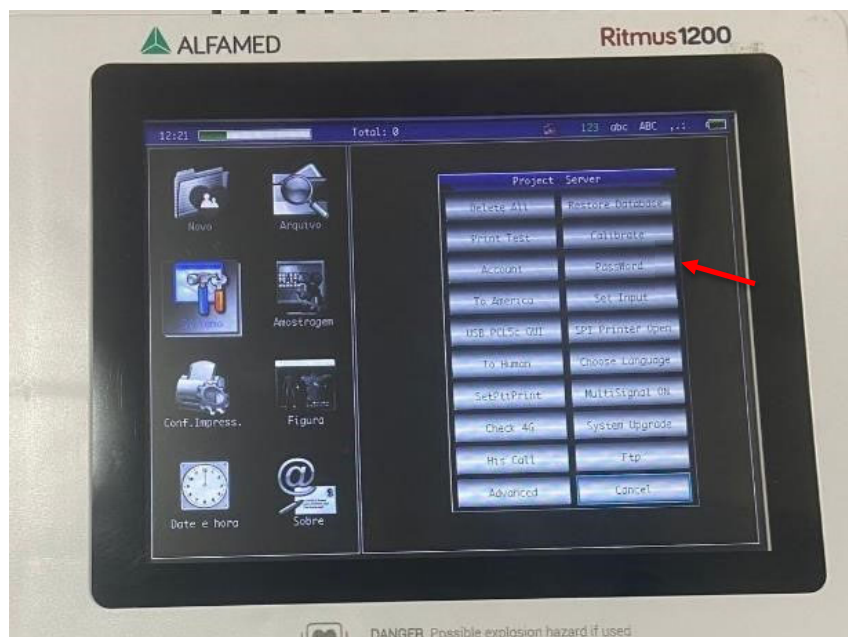 ALFAMED
Ritmus1200
12:21
Total: 0
123 abc ABC ,.:
Novo
Arquivo
Amostragem
Conf.Impress.
Figura
Date e hora
Sobre
Project Server
Delete All
Restore Database
Print Test
Calibrate
Account
PassWord
To America
Set Input
USB PCL5c GUI
SPI Printer Open
To Human
Choose Language
SetPttPrint
MultiSignal ON
Check 4G
System Upgrade
His Call
Ftp
Advanced
Cancel
DANGER Possible explosion hazard if used